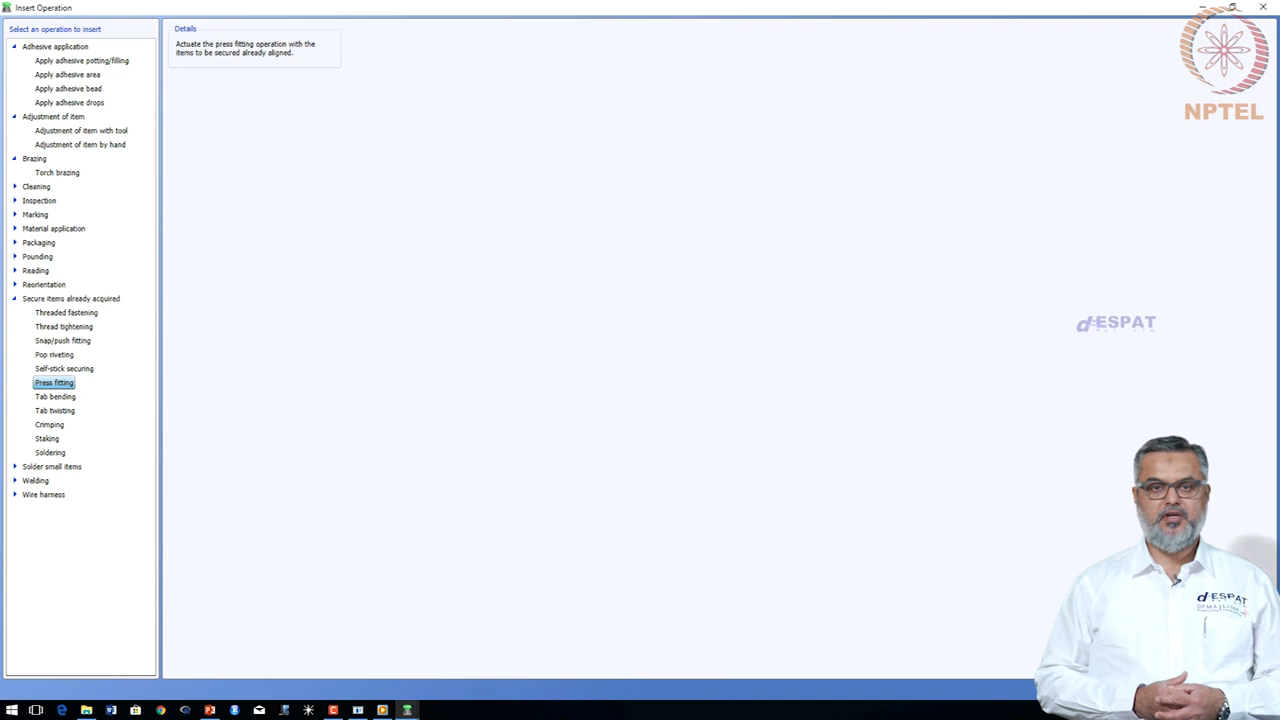 Insert Operation
Select an operation to insert
Adhesive application
Apply adhesive potting/filling
Apply adhesive area
Apply adhesive bead
Apply adhesive drops
Adjustment of item
Adjustment of item with tool
Adjustment of item by hand
Brazing
Torch brazing
Cleaning
Inspection
Marking
Material application
Packaging
Pounding
Reading
Reorientation
Secure items already acquired
Threaded fastening
Thread tightening
Snap/push fitting
Pop riveting
Self-stick securing
Press fitting
Tab bending
Tab twisting
Crimping
Staking
Soldering
Solder small items
Welding
Wire harness
Details
Actuate the press fitting operation with the
items to be secured already aligned.
NPTEL
d-ESPAT
PVT LTD
d-ESPAT
DFMA